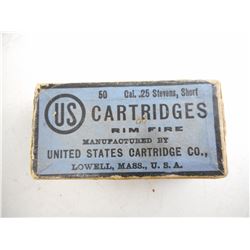 50 Cal. .25 Stevens, Short
US CARTRIDGES
RIM FIRE
MANUFACTURED BY
UNITED STATES CARTRIDGE CO.,
LOWELL, MASS., U. S. A.